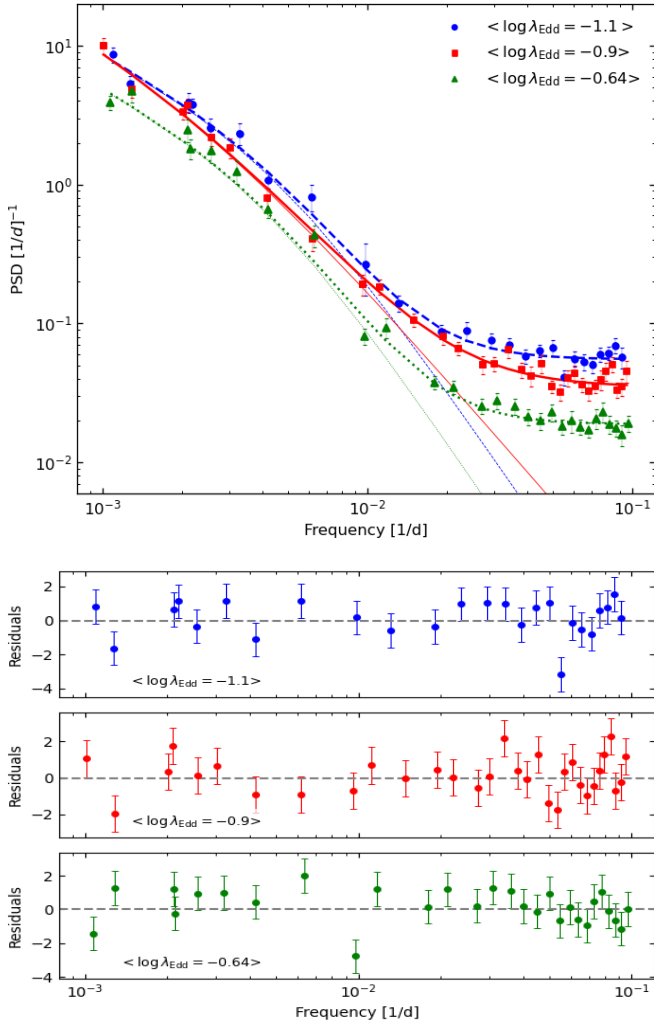 < log λEdd = −1.1 >
< log λEdd = −0.9>
< log λEdd = −0.64>
10¹
10⁰
10⁻¹
10⁻²
PSD [1/d]⁻¹
10⁻³
10⁻²
10⁻¹
Frequency [1/d]
2
0
−2
−4
Residuals
< log λEdd = −1.1>
2
0
−2
Residuals
< log λEdd = −0.9>
2
0
−2
−4
Residuals
< log λEdd = −0.64>
10⁻³
10⁻²
10⁻¹
Frequency [1/d]